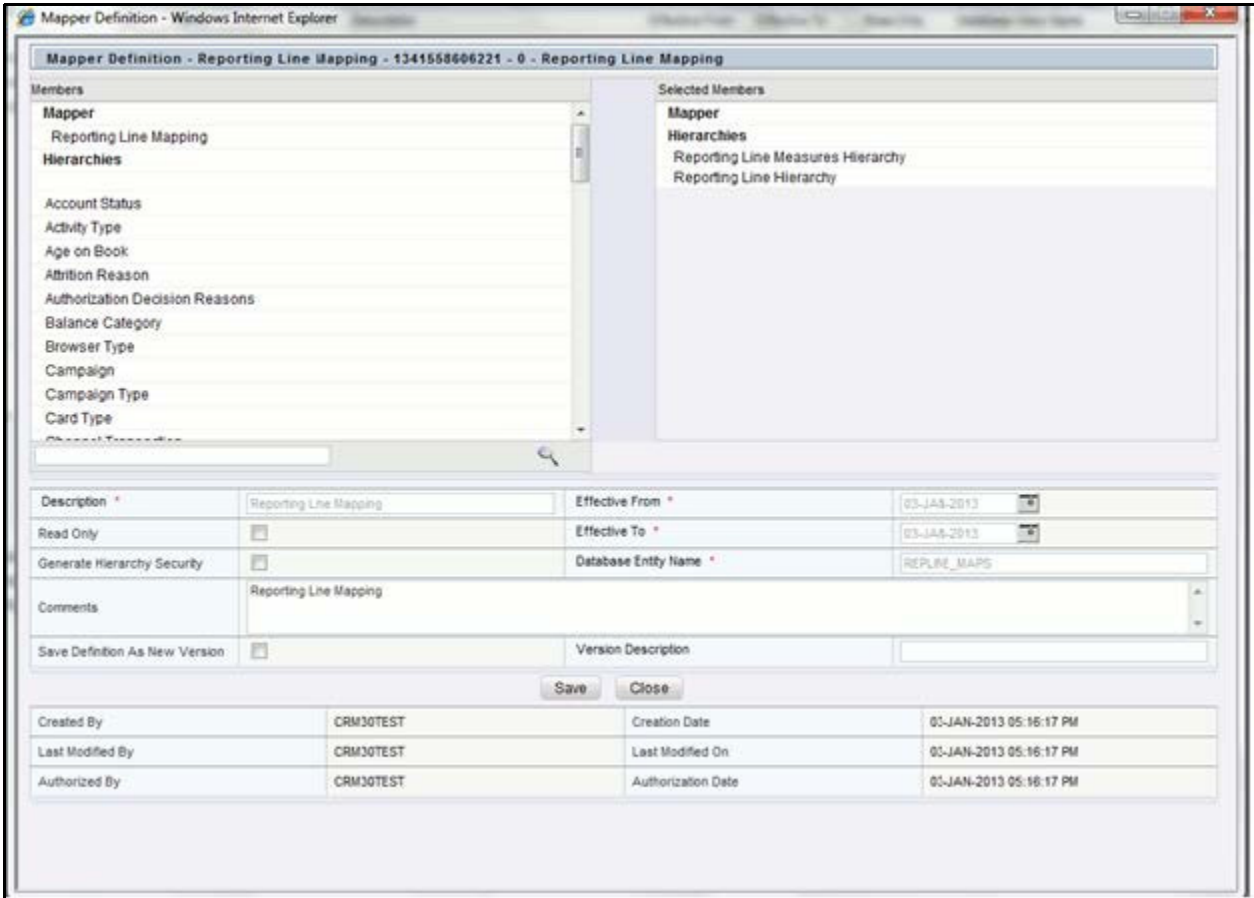 Mapper Definition - Windows Internet Explorer
Mapper Definition - Reporting Line Mapping - 1341558606221 - 0 - Reporting Line Mapping
Members
Mapper
Reporting Line Mapping
Hierarchies
Account Status
Activity Type
Age on Book
Attrition Reason
Authorization Decision Reasons
Balance Category
Browser Type
Campaign
Campaign Type
Card Type
Selected Members
Mapper
Hierarchies
Reporting Line Measures Hierarchy
Reporting Line Hierarchy
Description * Reporting Line Mapping Effective From * 03-JAN-2013
Read Only Effective To * 03-JAN-2013
Generate Hierarchy Security Database Entity Name * REPLINE_MAPS
Comments Reporting Line Mapping
Save Definition As New Version Version Description
Save Close
Created By CRM30TEST Creation Date 03-JAN-2013 05:16:17 PM
Last Modified By CRM30TEST Last Modified On 03-JAN-2013 05:16:17 PM
Authorized By CRM30TEST Authorization Date 03-JAN-2013 05:16:17 PM